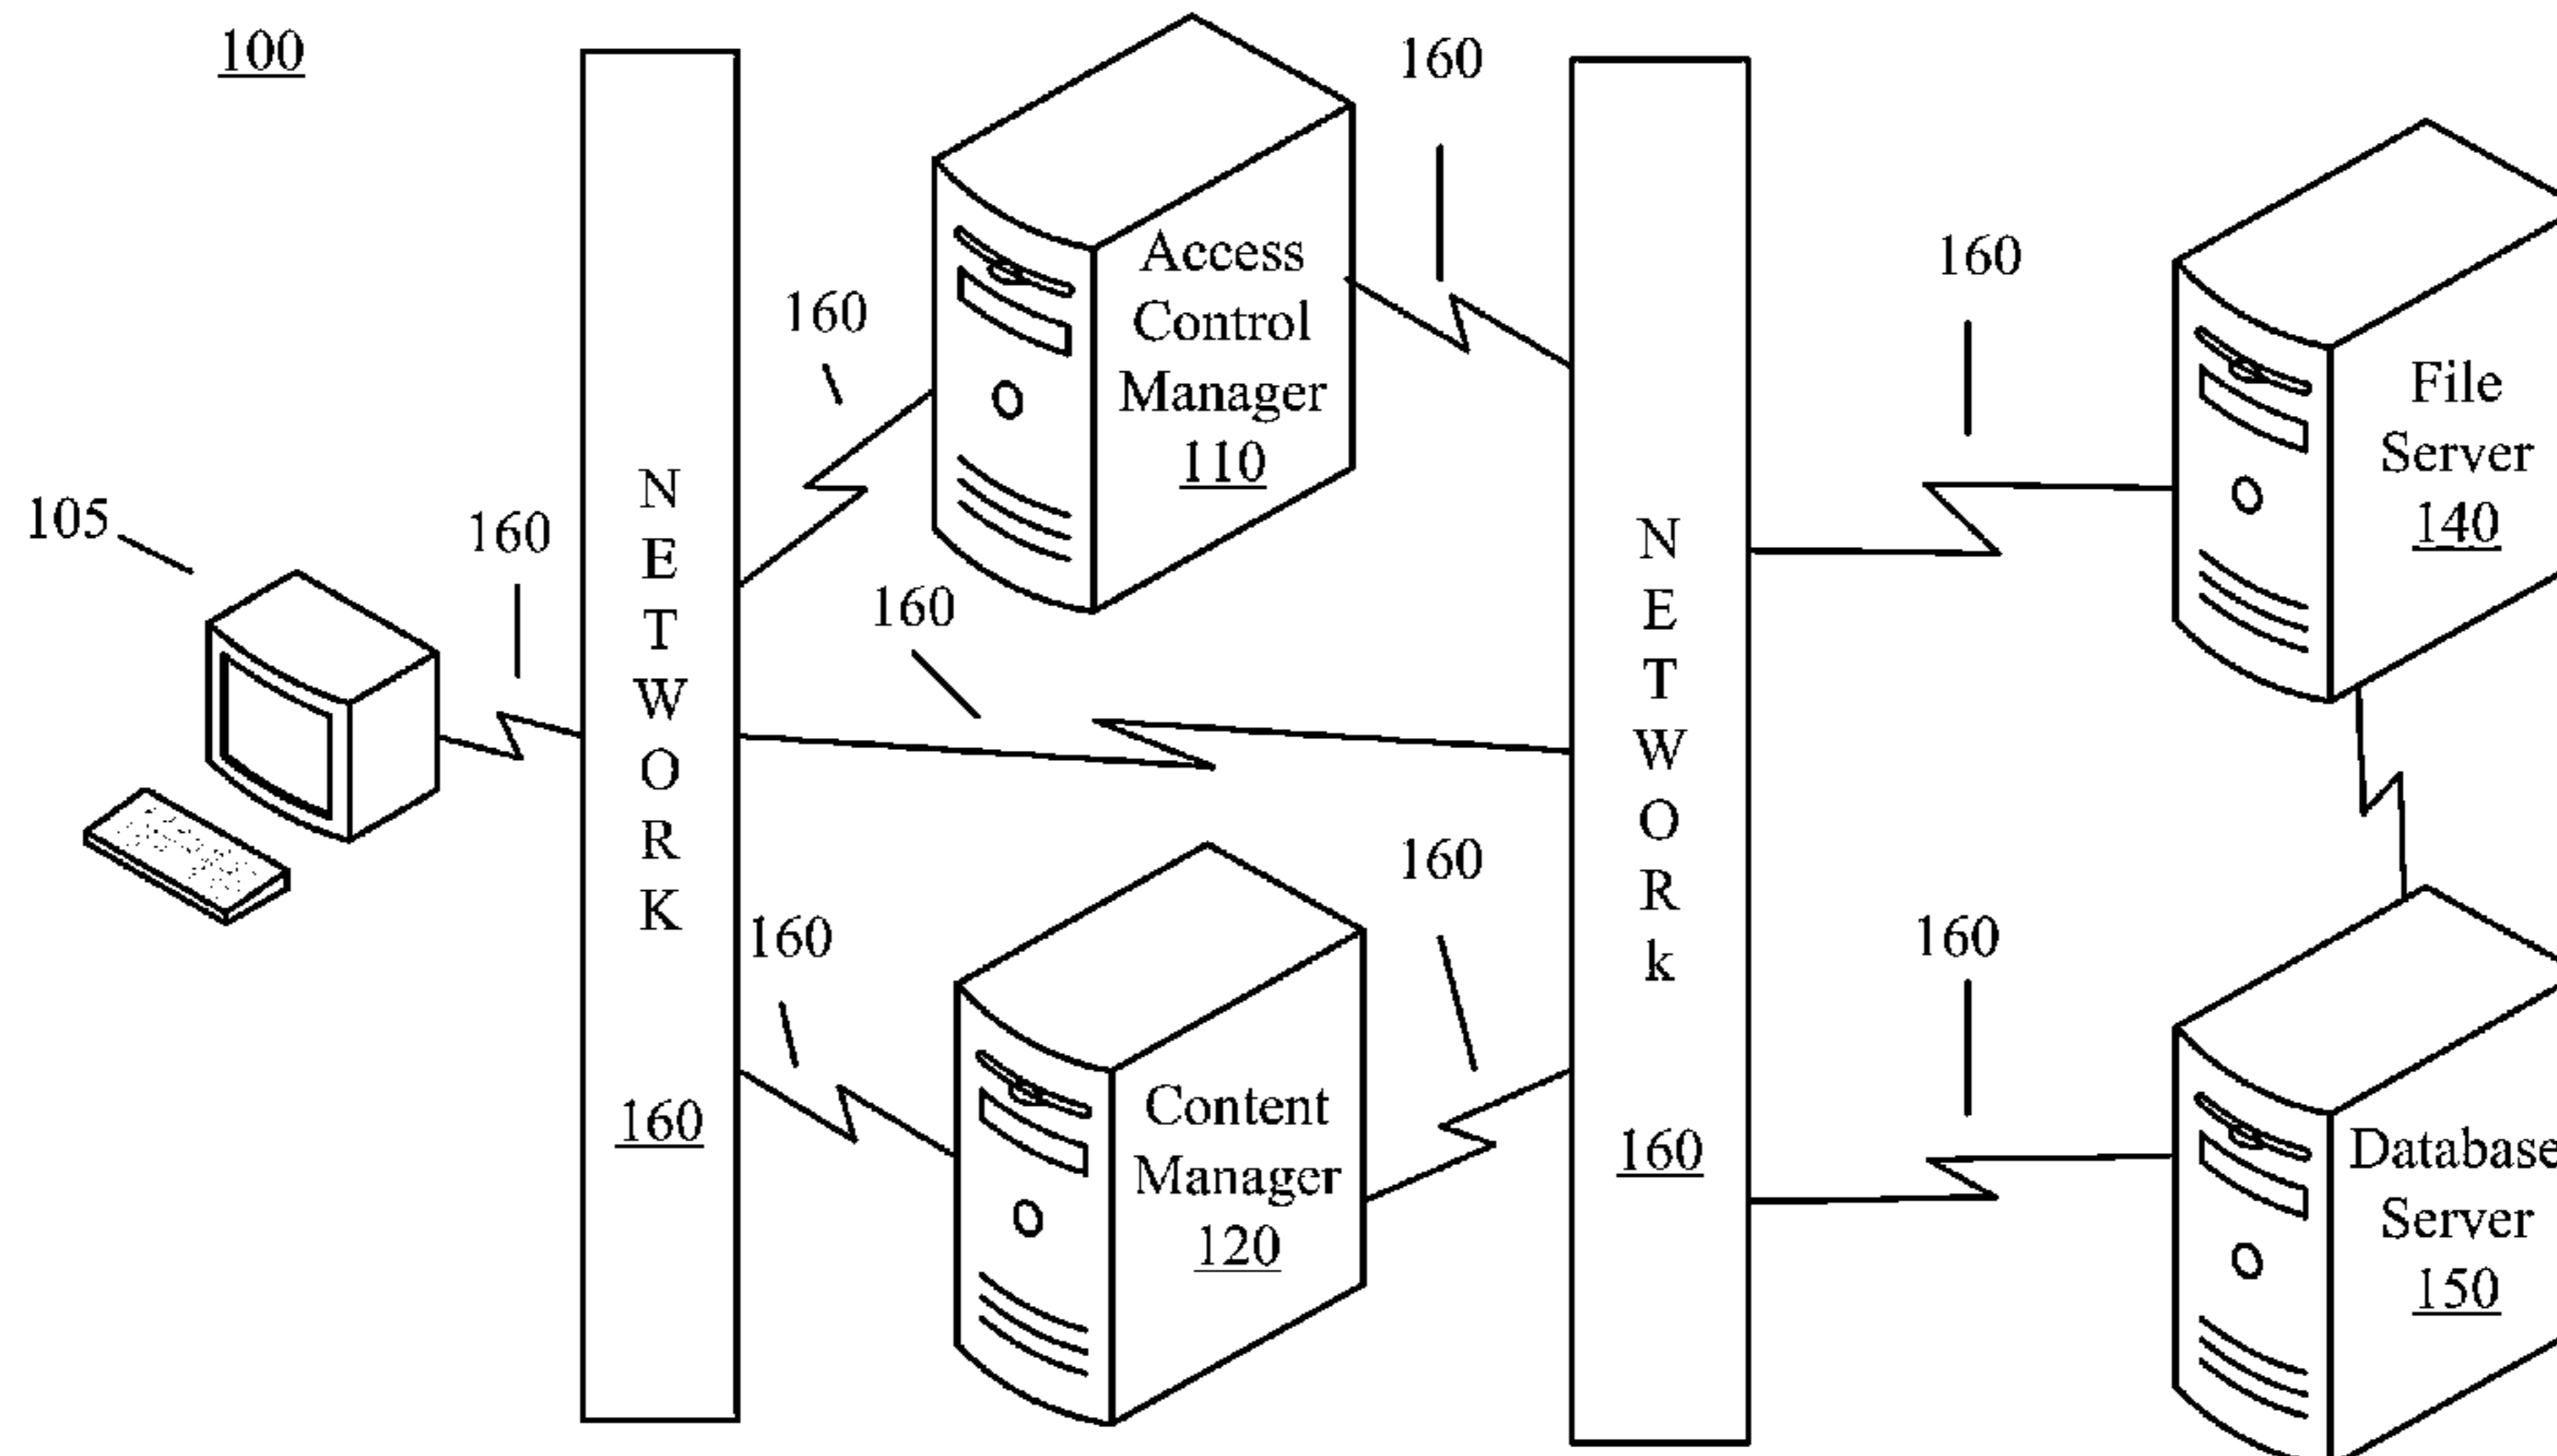 100
160
160
Access
Control
Manager
110
160
File
Server
140
105
160
N
E
T
W
O
R
K
160
160
N
E
T
W
O
R
k
160
160
160
Content
Manager
120
160
160
Database
Server
150